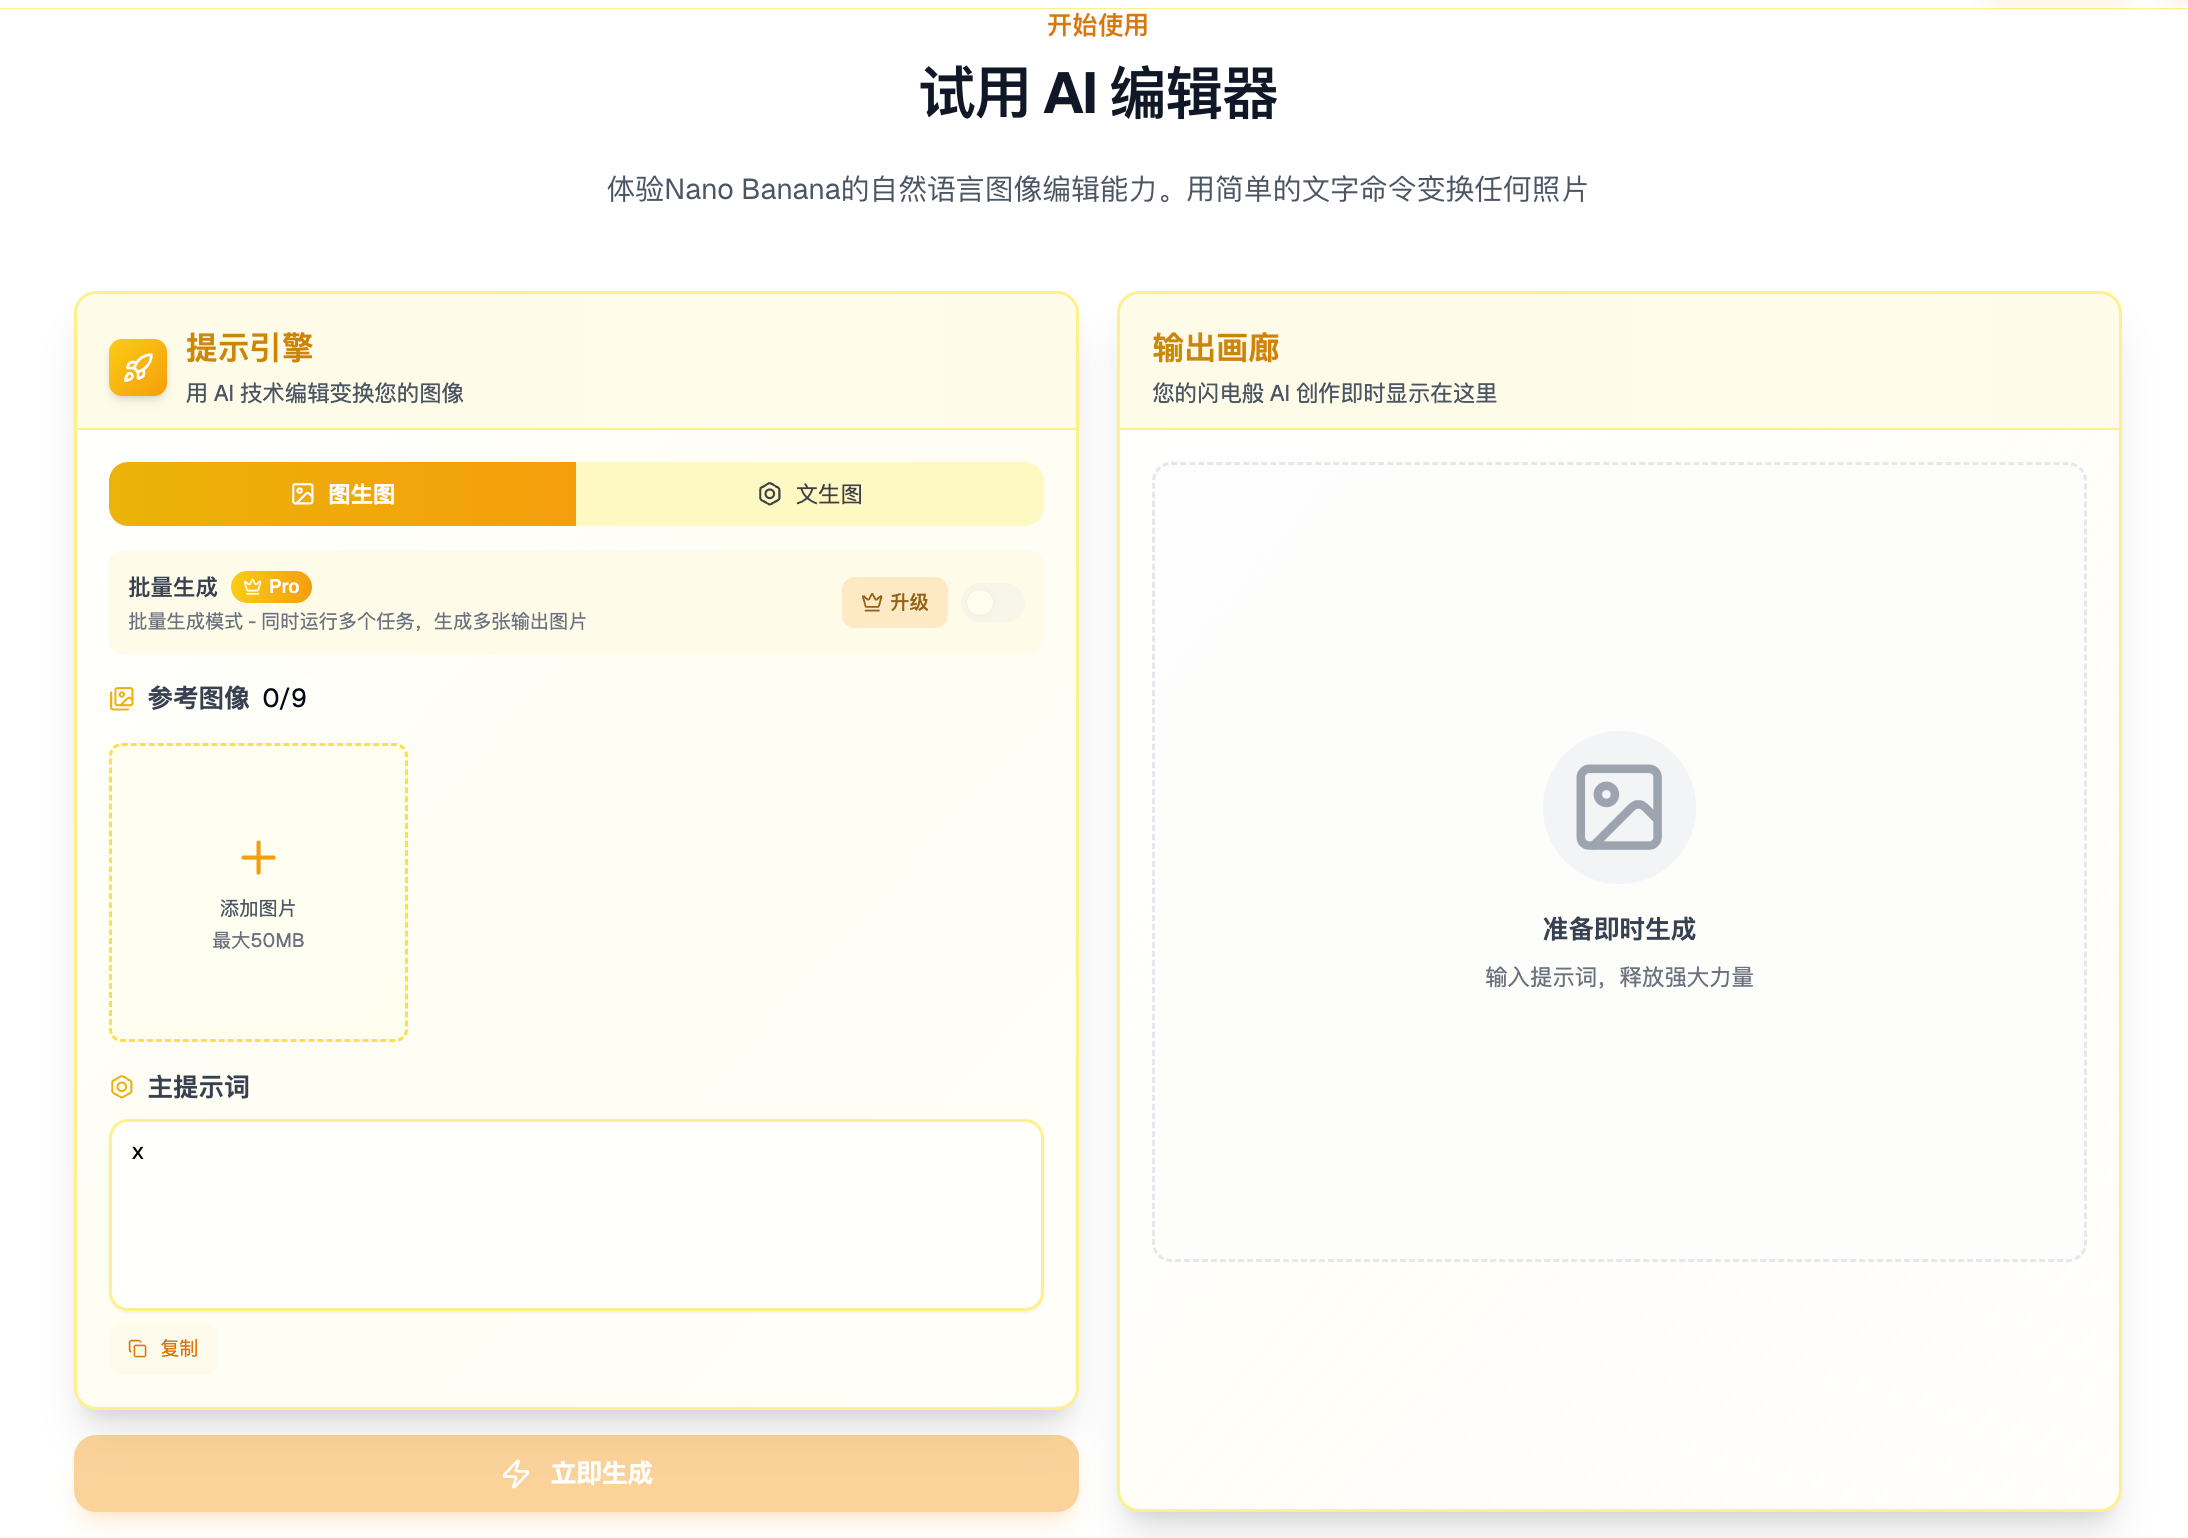 开始使用
试用 AI 编辑器
体验Nano Banana的自然语言图像编辑能力。用简单的文字命令变换任何照片
提示引擎
用 AI 技术编辑变换您的图像
图生图
文生图
批量生成 Pro
批量生成模式 - 同时运行多个任务，生成多张输出图片
升级
参考图像 0/9
添加图片
最大50MB
主提示词
x
复制
立即生成
输出画廊
您的闪电般 AI 创作即时显示在这里
准备即时生成
输入提示词，释放强大力量